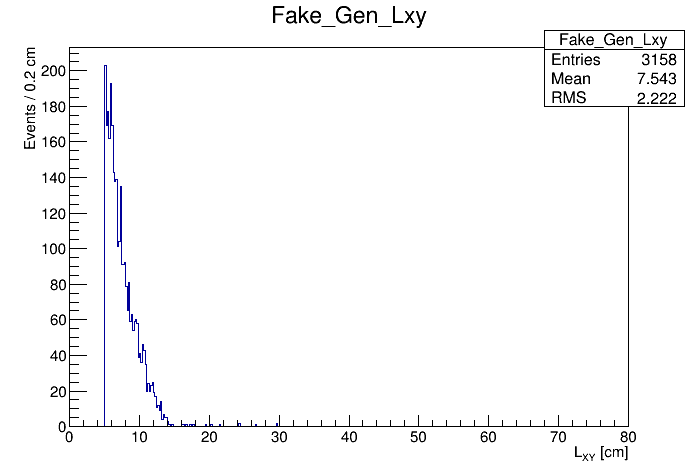 Fake_Gen_Lxy
Fake_Gen_Lxy
Entries 3158
Mean 7.543
RMS 2.222
Events / 0.2 cm
200
180
160
140
120
100
80
60
40
20
0
0 10 20 30 40 50 60 70 80
L_XY [cm]